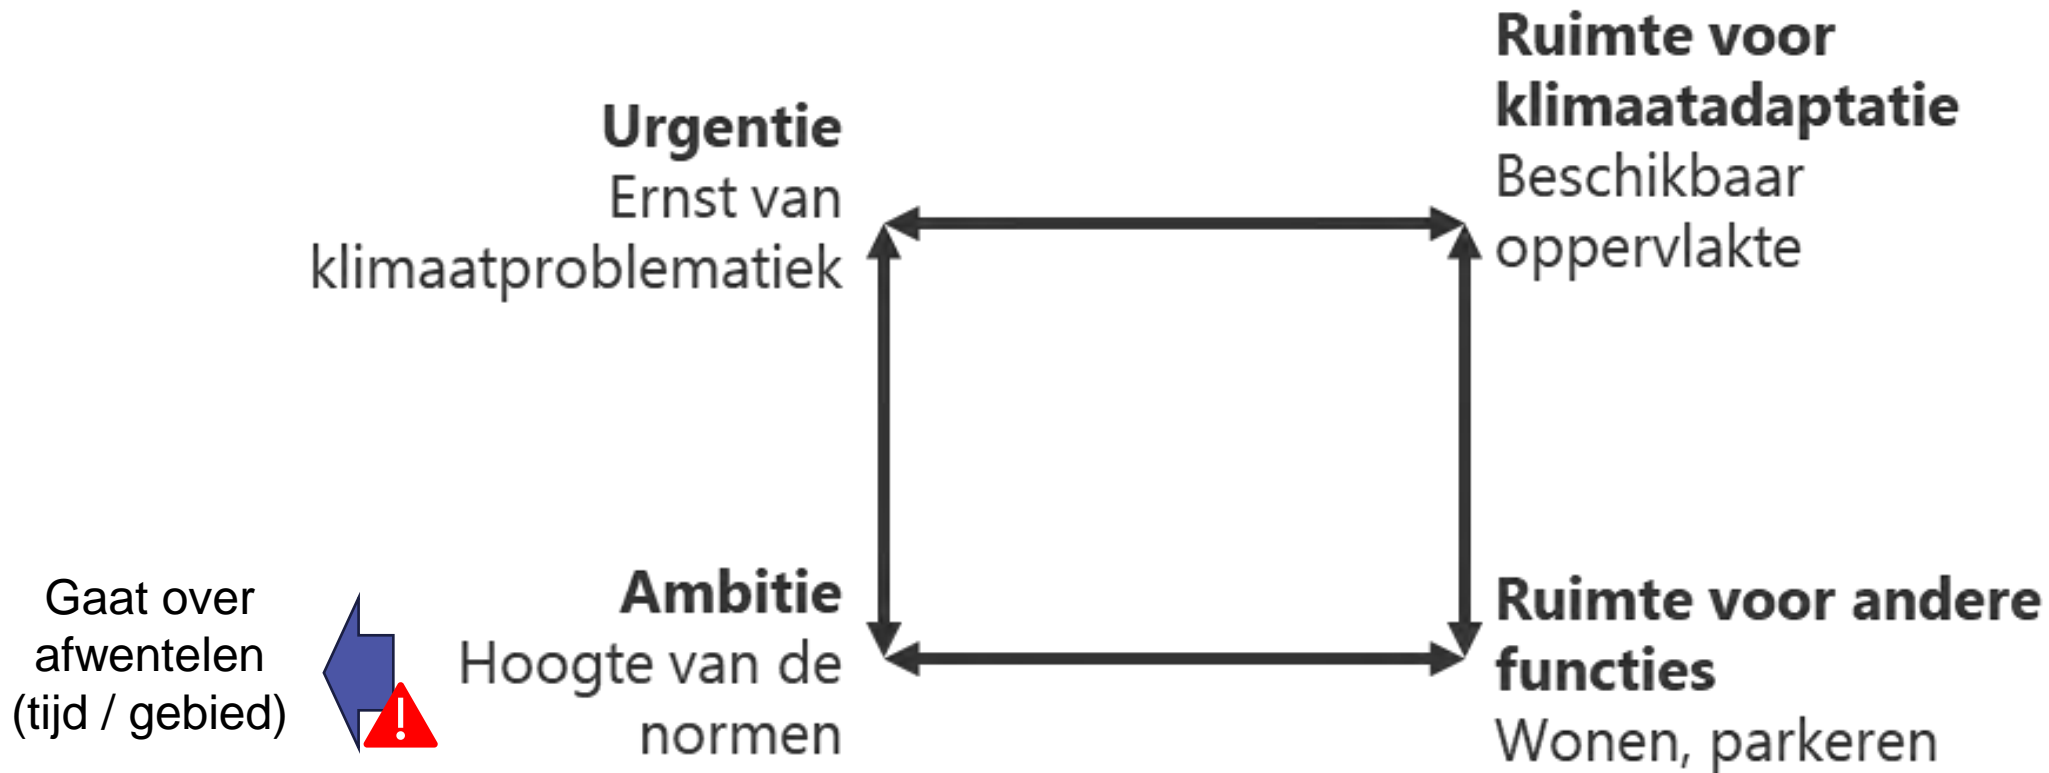 Urgentie
Ernst van
klimaatproblematiek
Ruimte voor
klimaatadaptatie
Beschikbaar
oppervlakte
Gaat over
afwentelen
(tijd / gebied)
Ambitie
Hoogte van de
normen
Ruimte voor andere
functies
Wonen, parkeren